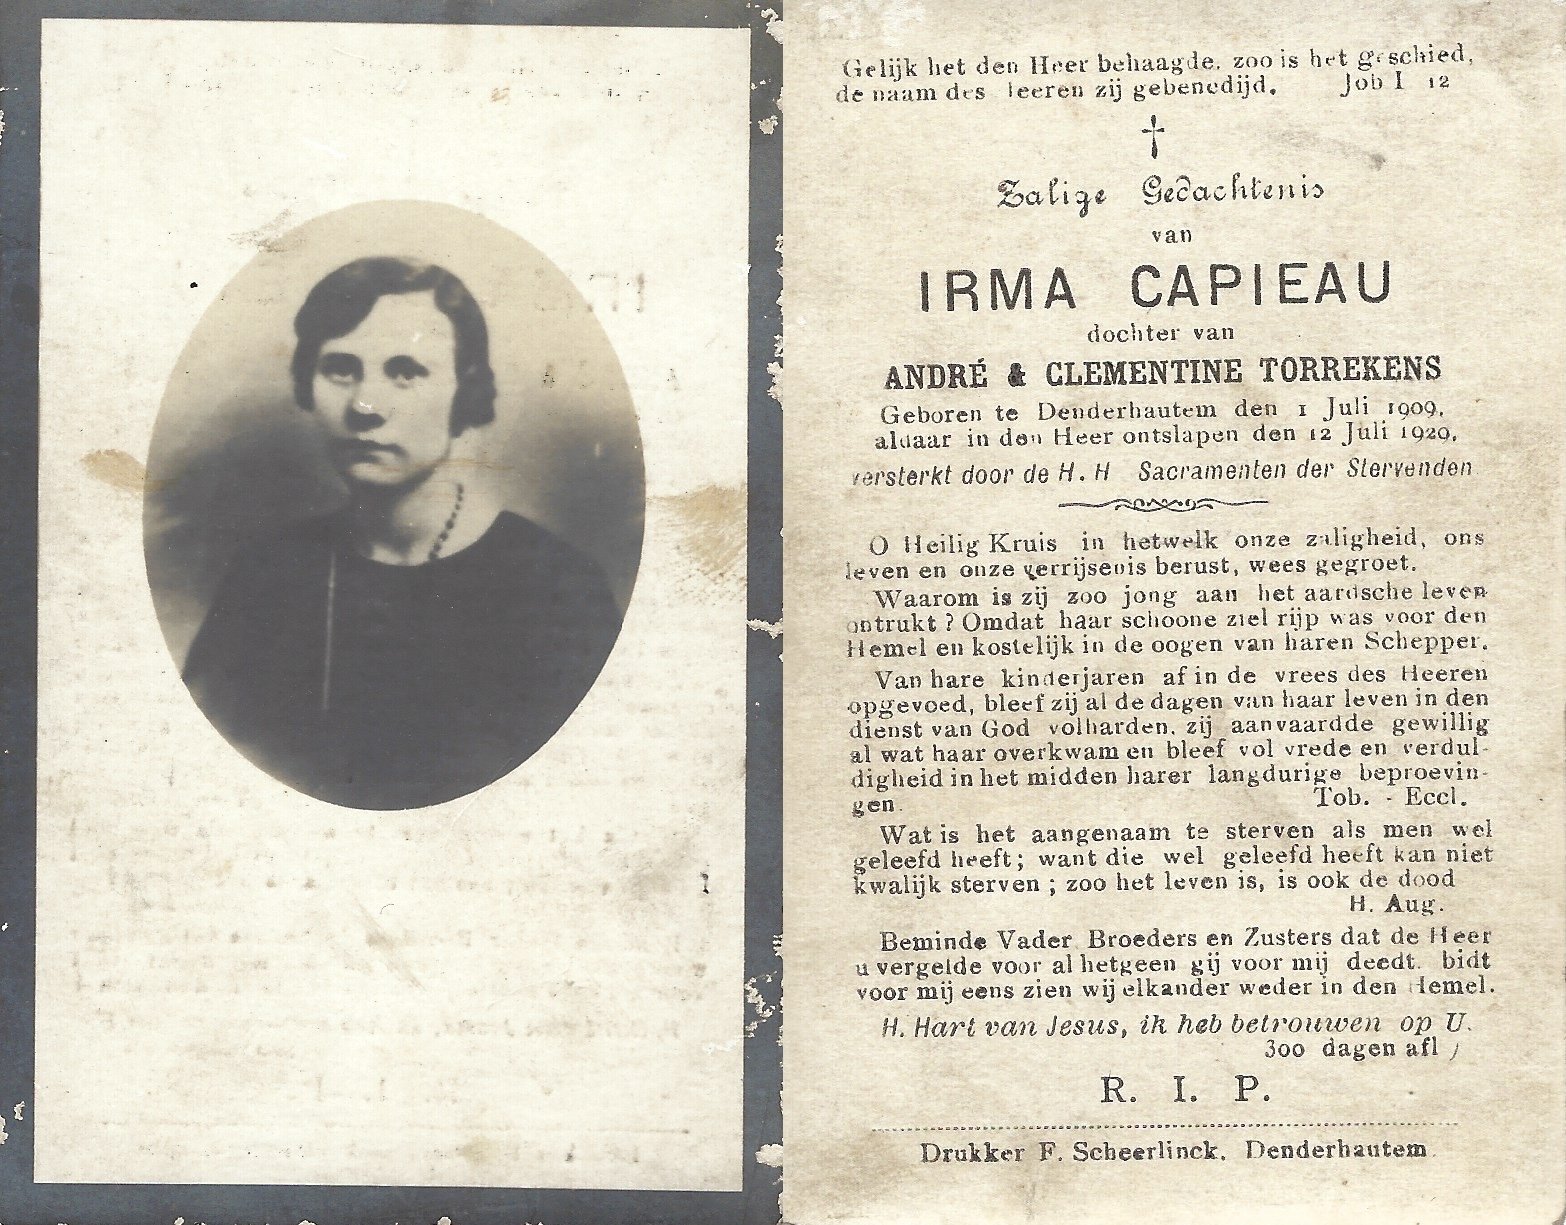 Gelijk het den Heer behaagde, zoo is het geschied,
de naam des Heeren zij gebenedijd. Job I 12
†
Zalige Gedachtenis
van
IRMA CAPIEAU
dochter van
ANDRÉ & CLEMENTINE TORREKENS
Geboren te Denderhautem den 1 Juli 1909,
aldaar in den Heer ontslapen den 12 Juli 1929,
versterkt door de H. H Sacramenten der Stervenden
O Heilig Kruis in hetwelk onze zaligheid, ons
leven en onze verrijsenis berust, wees gegroet.
Waarom is zij zoo jong aan het aardsche leven
ontrukt ? Omdat haar schoone ziel rijp was voor den
Hemel en kostelijk in de oogen van haren Schepper.
Van hare kinderjaren af in de vrees des Heeren
opgevoed, bleef zij al de dagen van haar leven in den
dienst van God volharden, zij aanvaardde gewillig
al wat haar overkwam en bleef vol vrede en verdul-
digheid in het midden harer langdurige beproevin-
gen. Tob. - Eccl.
Wat is het aangenaam te sterven als men wel
geleefd heeft; want die wel geleefd heeft kan niet
kwalijk sterven ; zoo het leven is, is ook de dood
H. Aug.
Beminde Vader Broeders en Zusters dat de Heer
u vergelde voor al hetgeen gij voor mij deedt. bidt
voor mij eens zien wij elkander weder in den Hemel.
H. Hart van Jesus, ik heb betrouwen op U.
300 dagen afl
R. I. P.
Drukker F. Scheerlinck, Denderhautem